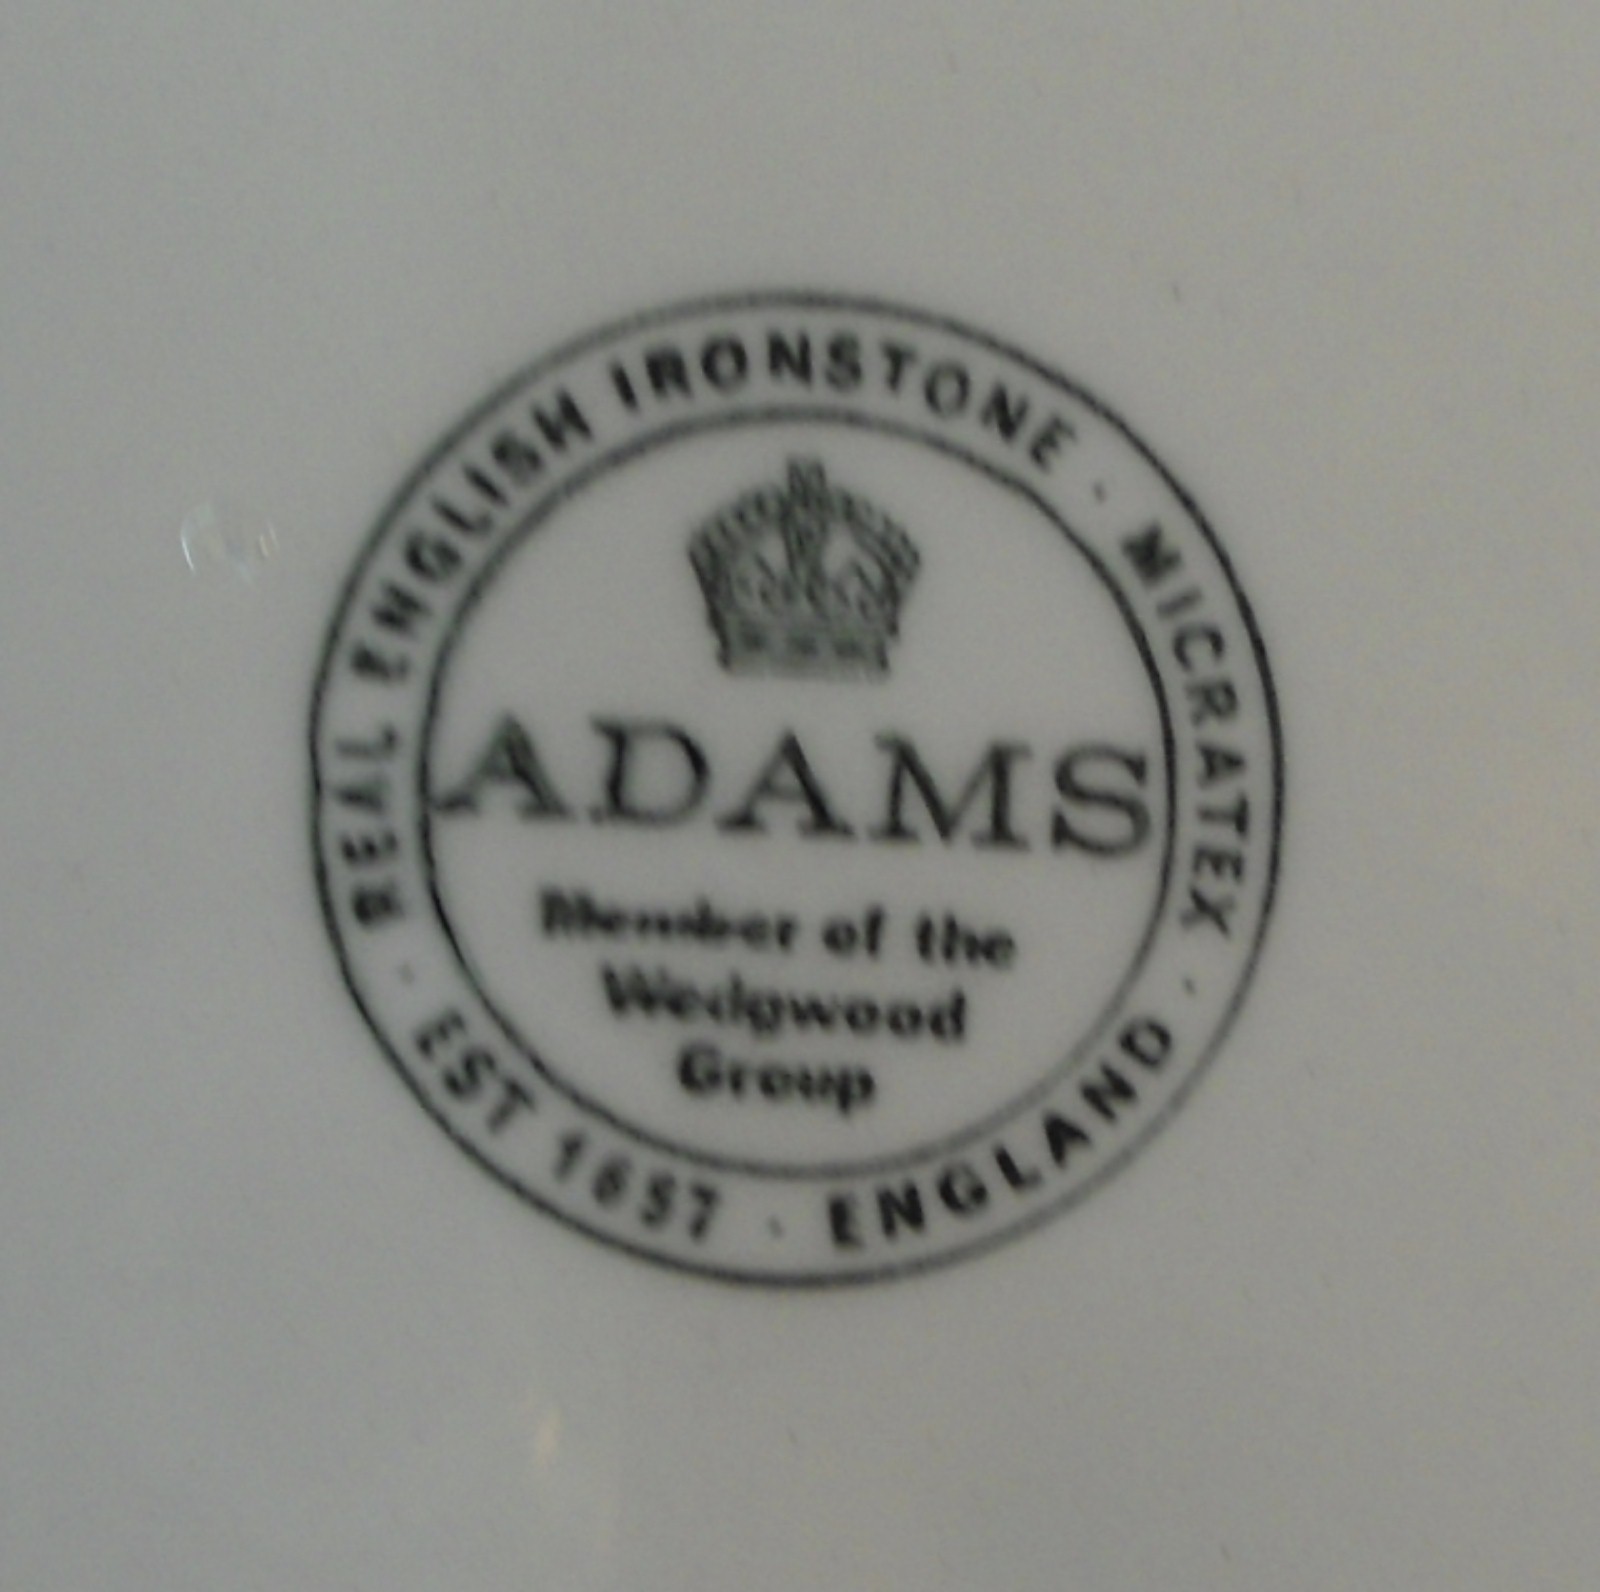 REAL ENGLISH IRONSTONE · MICRATEX · ENGLAND · EST 1657
ADAMS
Member of the
Wedgwood
Group